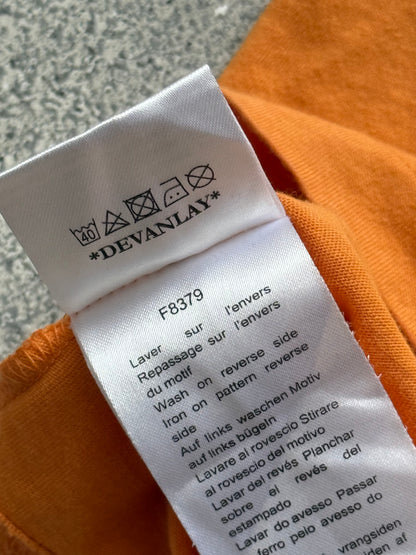 40
*DEVANLAY*
F8379
Laver sur l'envers
Repassage sur l'envers
du motif
Wash on reverse side
Iron on pattern reverse
side
Auf links waschen Motiv
auf links bügeln
Lavare al rovescio Stirare
al rovescio del motivo
Lavar del revés Planchar
sobre el revés del
estampado
Lavar do avesso Passar
ferro pelo avesso do
vrangsiden